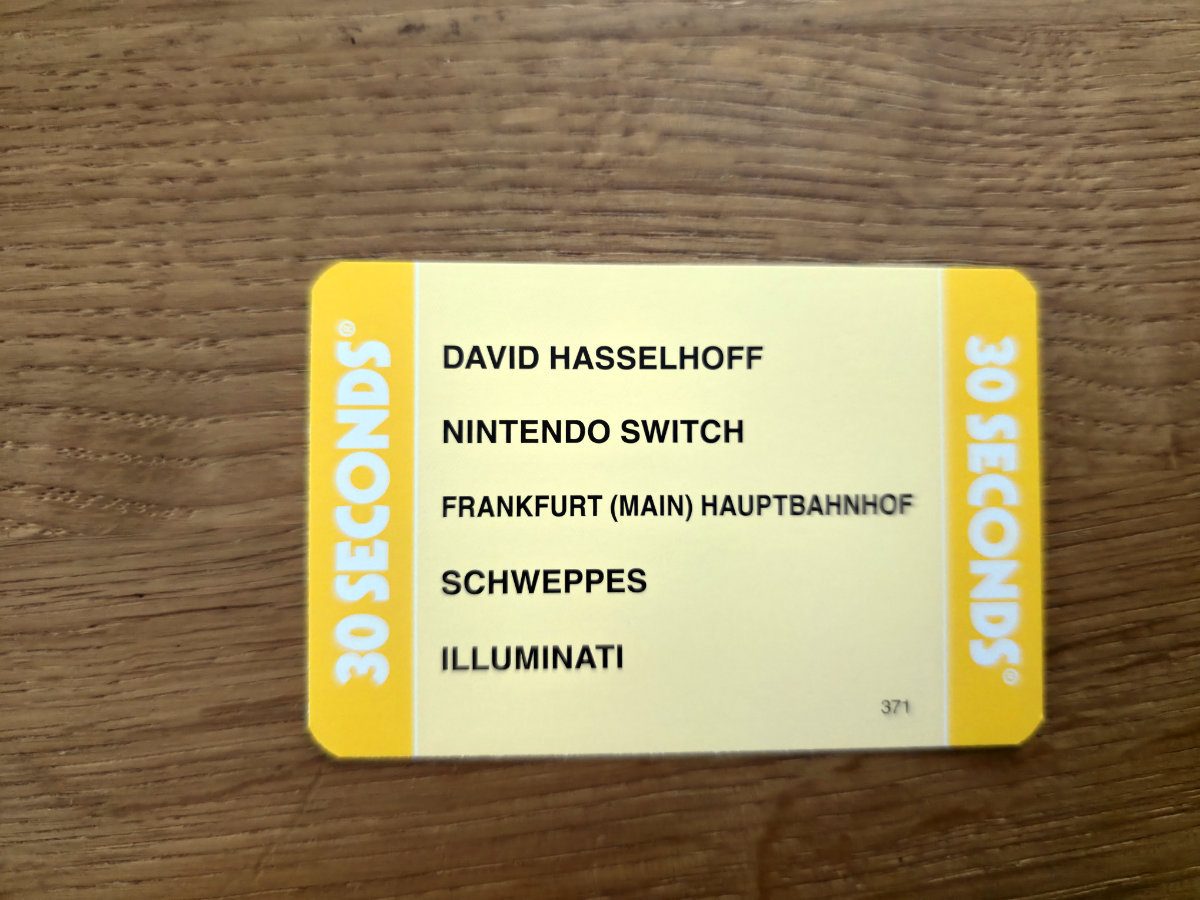 30 SECONDS®
DAVID HASSELHOFF
NINTENDO SWITCH
FRANKFURT (MAIN) HAUPTBAHNHOF
SCHWEPPES
ILLUMINATI
371
30 SECONDS®